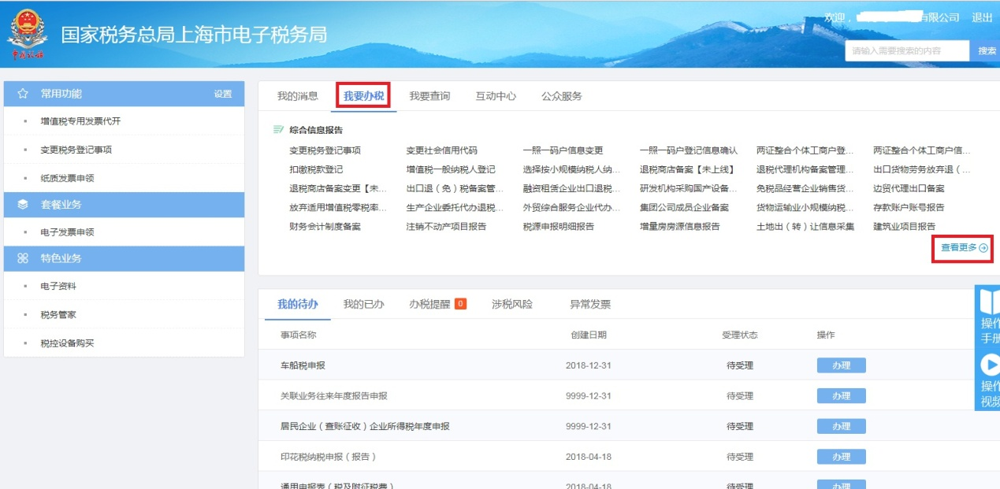 欢迎，
有限公司 退出
国家税务总局上海市电子税务局
中国税务
请输入需要搜索的内容 搜索
常用功能 设置
增值税专用发票代开
变更税务登记事项
纸质发票申领
套餐业务
电子发票申领
特色业务
电子资料
税务管家
税控设备购买
我的消息 我要办税 我要查询 互动中心 公众服务
综合信息报告
变更税务登记事项 变更社会信用代码 一照一码户信息变更 一照一码户登记信息确认 两证整合个体工商户登... 两证整合个体工商户信...
扣缴税款登记 增值税一般纳税人登记 选择按小规模纳税人纳... 退税商店备案【未上线】 退税代理机构备案管理... 出口货物劳务放弃退（...
退税商店备案变更【未... 出口退（免）税备案管... 融资租赁企业出口退税... 研发机构采购国产设备... 免税品经营企业销售货... 边贸代理出口备案
放弃适用增值税零税率... 生产企业委托代办退税... 外贸综合服务企业代办... 集团公司成员企业备案 货物运输业小规模纳税... 存款账户账号报告
财务会计制度备案 注销不动产项目报告 税源申报明细报告 增量房房源信息报告 土地出（转）让信息采集 建筑业项目报告
查看更多
我的待办 我的已办 办税提醒 0 涉税风险 异常发票
事项名称 创建日期 受理状态 操作
车船税申报 2018-12-31 待受理 办理
关联业务往来年度报告申报 9999-12-31 待受理 办理
居民企业（查账征收）企业所得税年度申报 9999-12-31 待受理 办理
印花税纳税申报（报告） 2018-04-18 待受理 办理
通用申报表（税及附征税费） 2018-04-18 待受理 办理
操作
手册
操作
视频